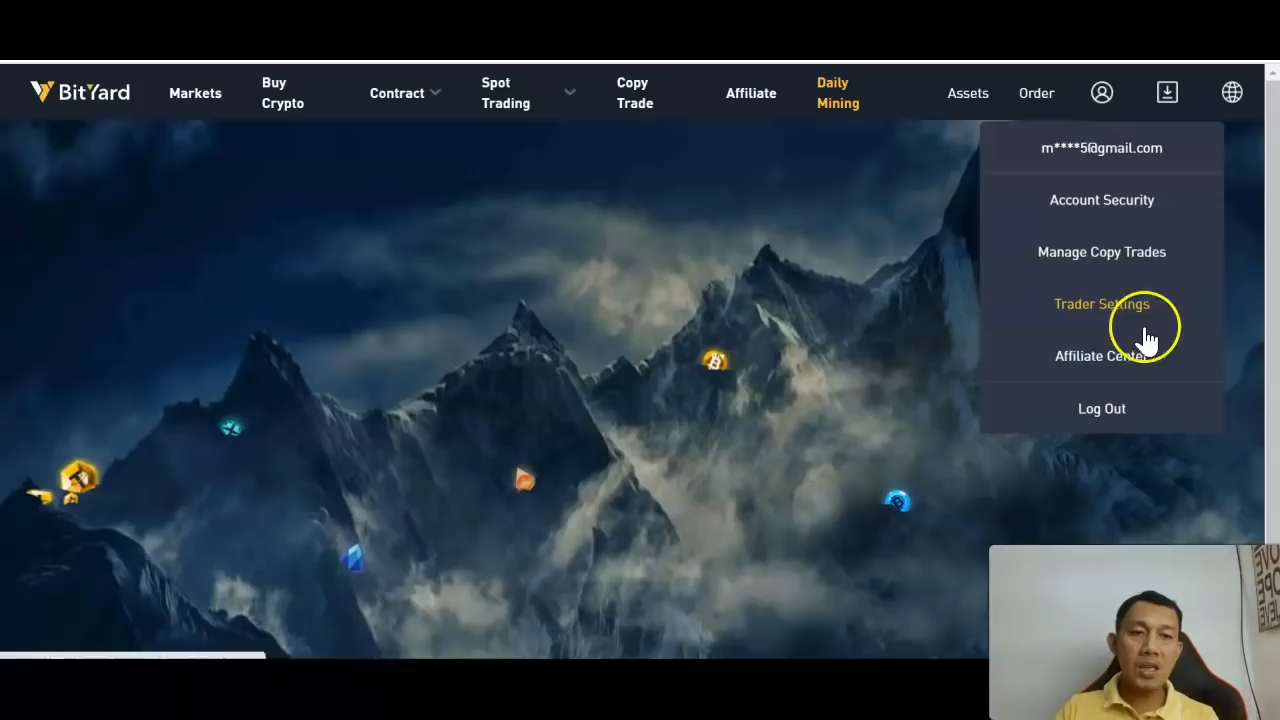 BitYard
Markets
Buy
Crypto
Contract
Spot
Trading
Copy
Trade
Affiliate
Daily
Mining
Assets
Order
m****5@gmail.com
Account Security
Manage Copy Trades
Trader Settings
Affiliate Center
Log Out